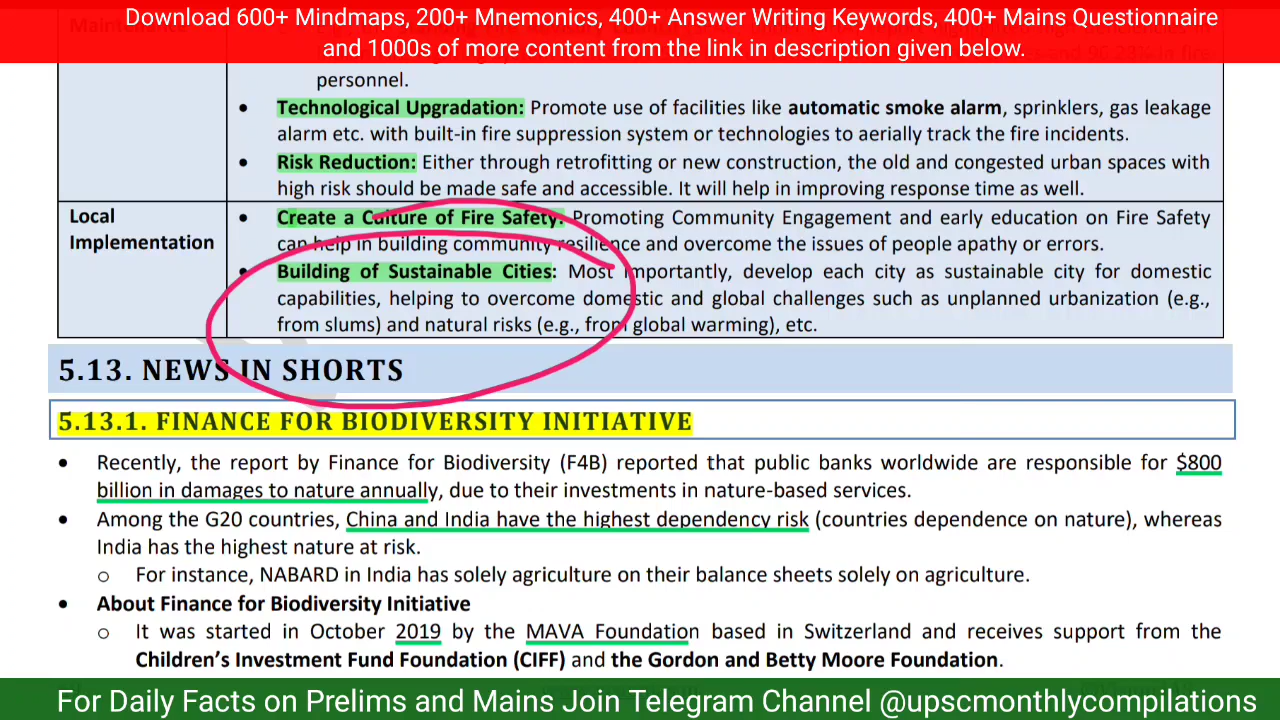 Download 600+ Mindmaps, 200+ Mnemonics, 400+ Answer Writing Keywords, 400+ Mains Questionnaire
and 1000s of more content from the link in description given below.
Maintenance
personnel.
• Technological Upgradation: Promote use of facilities like automatic smoke alarm, sprinklers, gas leakage
alarm etc. with built-in fire suppression system or technologies to aerially track the fire incidents.
• Risk Reduction: Either through retrofitting or new construction, the old and congested urban spaces with
high risk should be made safe and accessible. It will help in improving response time as well.
Local
Implementation
• Create a Culture of Fire Safety: Promoting Community Engagement and early education on Fire Safety
can help in building community resilience and overcome the issues of people apathy or errors.
• Building of Sustainable Cities: Most importantly, develop each city as sustainable city for domestic
capabilities, helping to overcome domestic and global challenges such as unplanned urbanization (e.g.,
from slums) and natural risks (e.g., from global warming), etc.
5.13. NEWS IN SHORTS
5.13.1. FINANCE FOR BIODIVERSITY INITIATIVE
• Recently, the report by Finance for Biodiversity (F4B) reported that public banks worldwide are responsible for $800
billion in damages to nature annually, due to their investments in nature-based services.
• Among the G20 countries, China and India have the highest dependency risk (countries dependence on nature), whereas
India has the highest nature at risk.
o For instance, NABARD in India has solely agriculture on their balance sheets solely on agriculture.
• About Finance for Biodiversity Initiative
o It was started in October 2019 by the MAVA Foundation based in Switzerland and receives support from the
Children's Investment Fund Foundation (CIFF) and the Gordon and Betty Moore Foundation.
For Daily Facts on Prelims and Mains Join Telegram Channel @upscmonthlycompilations